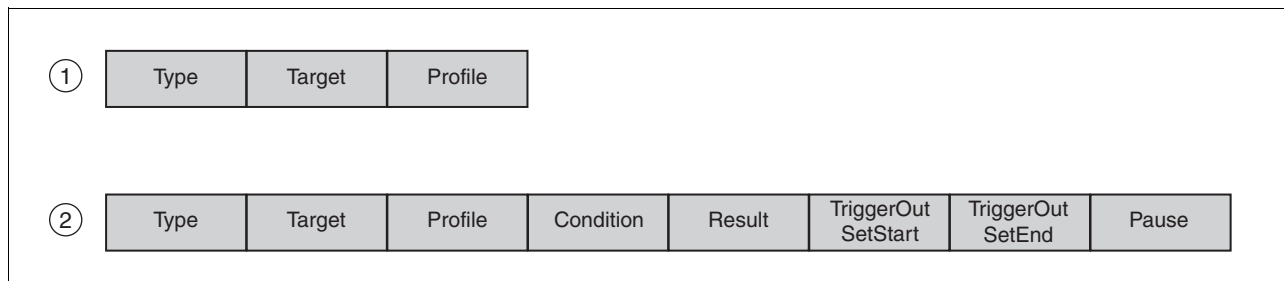 1 Type Target Profile
2 Type Target Profile Condition Result TriggerOut SetStart TriggerOut SetEnd Pause